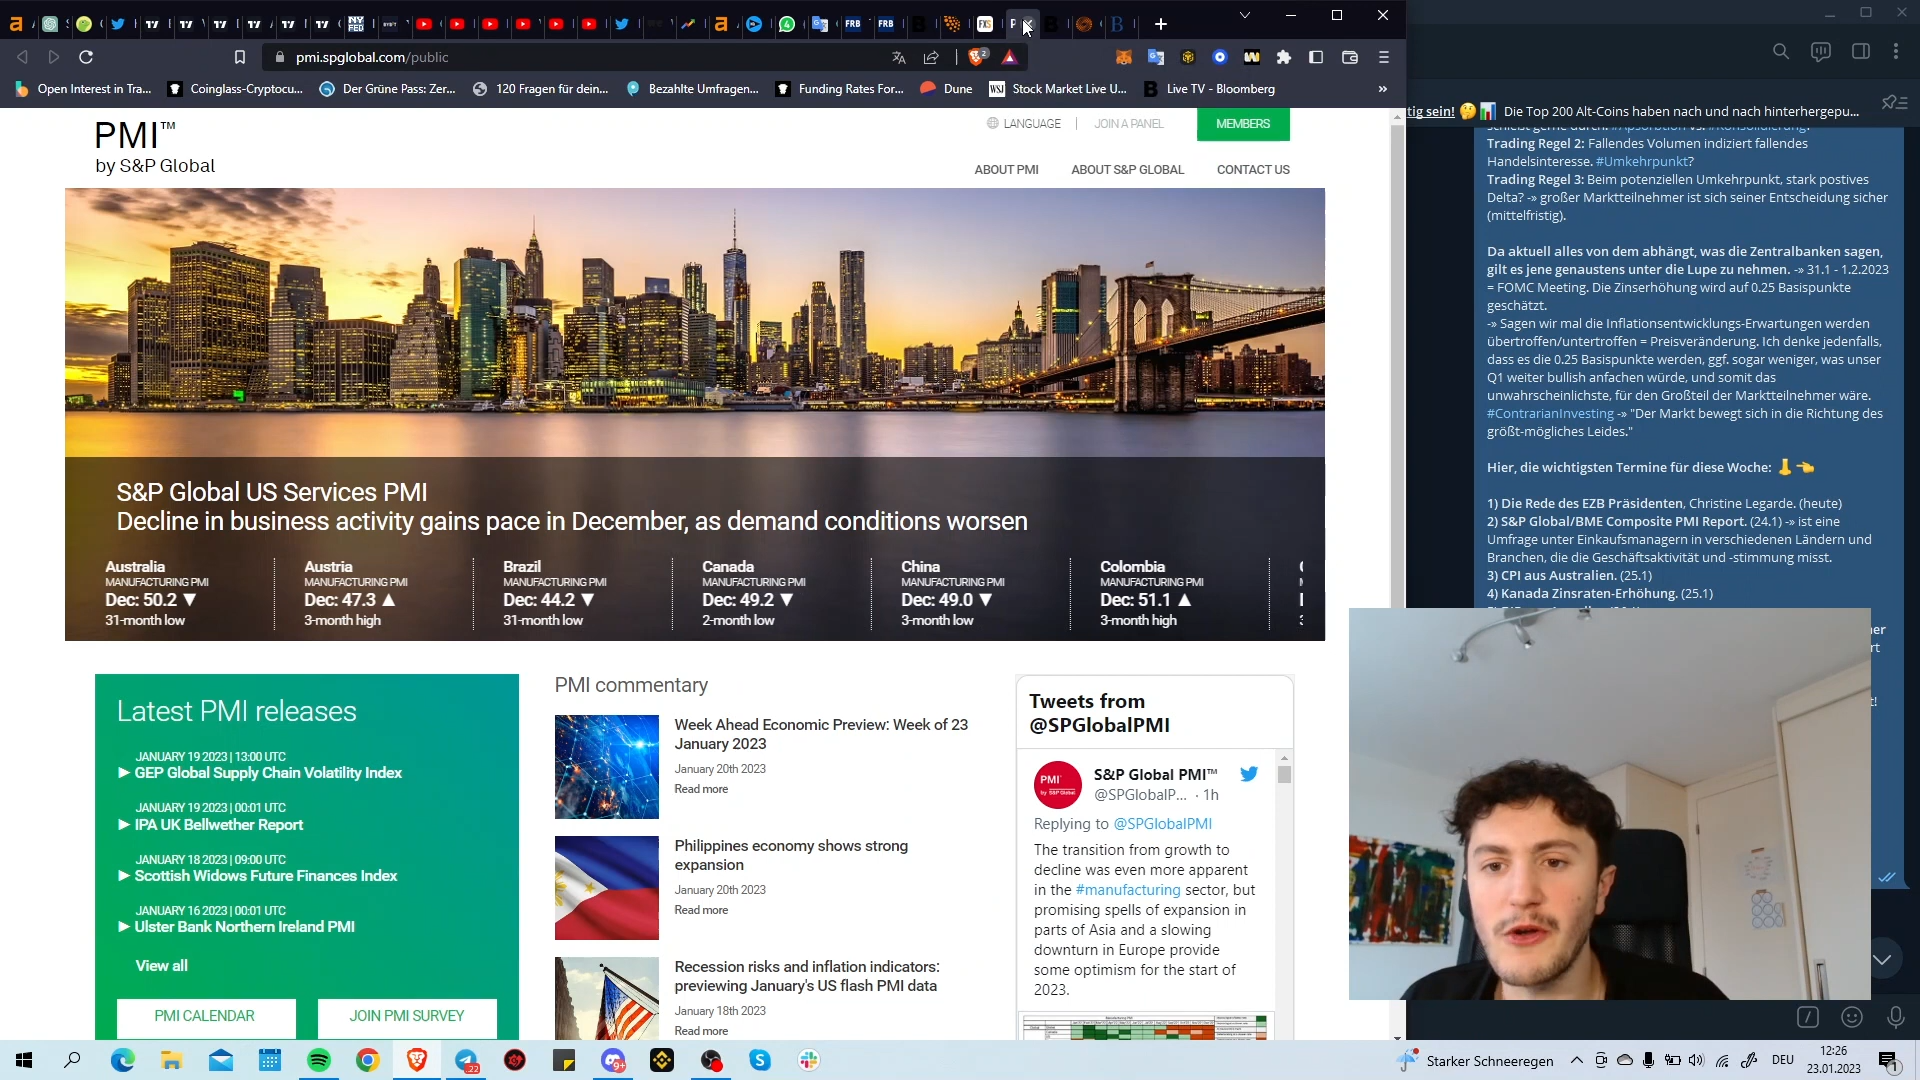 pmi.spglobal.com/public
Open Interest in Tra...
Coinglass-Cryptocu...
Der Grüne Pass: Zer...
120 Fragen für dein...
Bezahlte Umfragen...
Funding Rates For...
Dune
Stock Market Live U...
Live TV - Bloomberg
»
PMI™
by S&P Global
LANGUAGE
JOIN A PANEL
MEMBERS
ABOUT PMI
ABOUT S&P GLOBAL
CONTACT US
S&P Global US Services PMI
Decline in business activity gains pace in December, as demand conditions worsen
Australia
MANUFACTURING PMI
Dec: 50.2 ▼
31-month low
Austria
MANUFACTURING PMI
Dec: 47.3 ▲
3-month high
Brazil
MANUFACTURING PMI
Dec: 44.2 ▼
31-month low
Canada
MANUFACTURING PMI
Dec: 49.2 ▼
2-month low
China
MANUFACTURING PMI
Dec: 49.0 ▼
3-month low
Colombia
MANUFACTURING PMI
Dec: 51.1 ▲
3-month high
Latest PMI releases
JANUARY 19 2023 | 13:00 UTC
▶ GEP Global Supply Chain Volatility Index
JANUARY 19 2023 | 00:01 UTC
▶ IPA UK Bellwether Report
JANUARY 18 2023 | 09:00 UTC
▶ Scottish Widows Future Finances Index
JANUARY 16 2023 | 00:01 UTC
▶ Ulster Bank Northern Ireland PMI
View all
PMI CALENDAR
JOIN PMI SURVEY
PMI commentary
Week Ahead Economic Preview: Week of 23
January 2023
January 20th 2023
Read more
Philippines economy shows strong
expansion
January 20th 2023
Read more
Recession risks and inflation indicators:
previewing January's US flash PMI data
January 18th 2023
Read more
Tweets from
@SPGlobalPMI
PMI™
by S&P Global
S&P Global PMI™
@SPGlobalP... · 1h
Replying to @SPGlobalPMI
The transition from growth to
decline was even more apparent
in the #manufacturing sector, but
promising spells of expansion in
parts of Asia and a slowing
downturn in Europe provide
some optimism for the start of
2023.
tig sein! 🤔📊 Die Top 200 Alt-Coins haben nach und nach hinterhergepu...
schießt gerne durch. #Apsorbtion vs. #Konsolidierung.
Trading Regel 2: Fallendes Volumen indiziert fallendes
Handelsinteresse. #Umkehrpunkt?
Trading Regel 3: Beim potenziellen Umkehrpunkt, stark postives
Delta? -» großer Marktteilnehmer ist sich seiner Entscheidung sicher
(mittelfristig).
Da aktuell alles von dem abhängt, was die Zentralbanken sagen,
gilt es jene genaustens unter die Lupe zu nehmen. -» 31.1 - 1.2.2023
= FOMC Meeting. Die Zinserhöhung wird auf 0.25 Basispunkte
geschätzt.
-» Sagen wir mal die Inflationsentwicklungs-Erwartungen werden
übertroffen/untertroffen = Preisveränderung. Ich denke jedenfalls,
dass es die 0.25 Basispunkte werden, ggf. sogar weniger, was unser
Q1 weiter bullish anfachen würde, und somit das
unwahrscheinlichste, für den Großteil der Marktteilnehmer wäre.
#ContrarianInvesting -» "Der Markt bewegt sich in die Richtung des
größt-mögliches Leides."
Hier, die wichtigsten Termine für diese Woche: 👃👈
1) Die Rede des EZB Präsidenten, Christine Legarde. (heute)
2) S&P Global/BME Composite PMI Report. (24.1) -» ist eine
Umfrage unter Einkaufsmanagern in verschiedenen Ländern und
Branchen, die die Geschäftsaktivität und -stimmung misst.
3) CPI aus Australien. (25.1)
4) Kanada Zinsraten-Erhöhung. (25.1)
Starker Schneeregen
DEU
12:26
23.01.2023